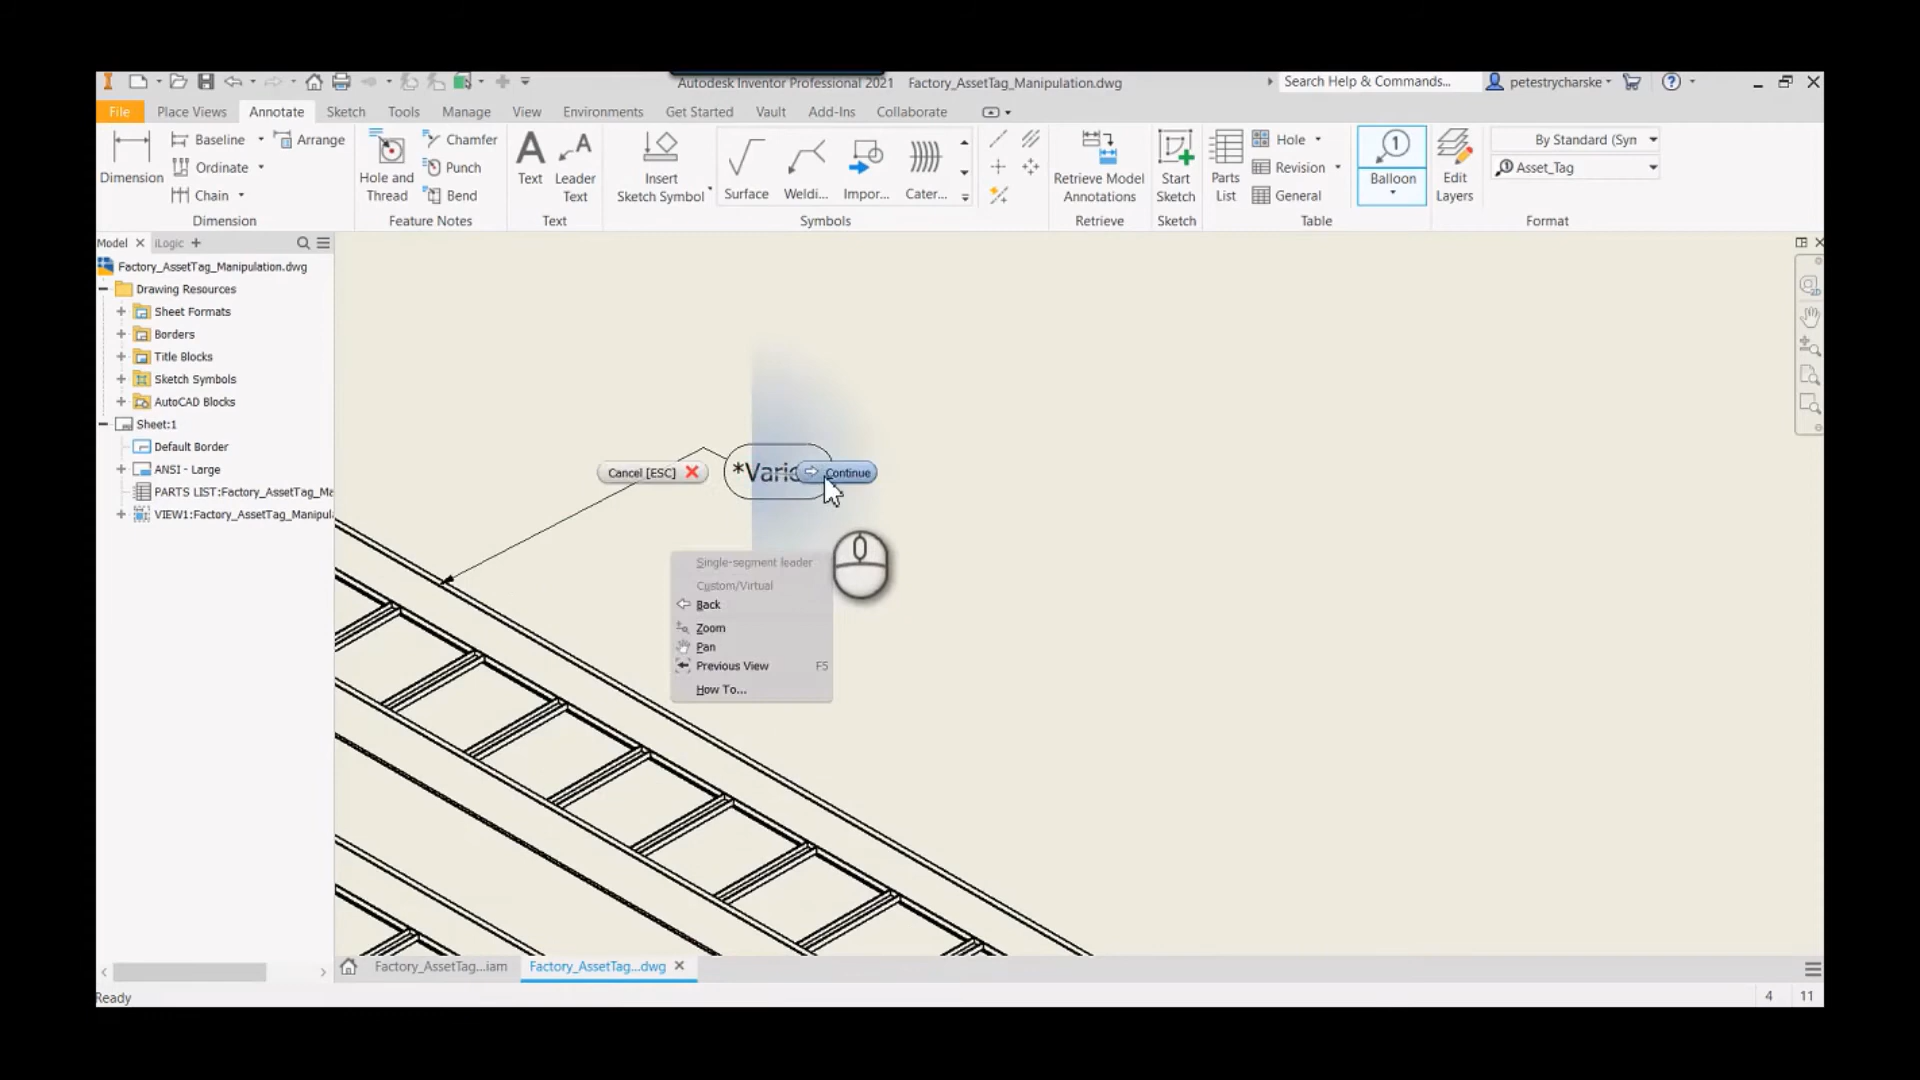 Autodesk Inventor Professional 2021 Factory_AssetTag_Manipulation.dwg Search Help & Commands... petestrycharske
File Place Views Annotate Sketch Tools Manage View Environments Get Started Vault Add-Ins Collaborate
Dimension
Baseline
Ordinate
Chain
Arrange
Dimension
Hole and
Thread
Chamfer
Punch
Bend
Feature Notes
Text
Leader
Text
Text
Insert
Sketch Symbol
Surface
Weldi...
Impor...
Cater...
Symbols
Retrieve Model
Annotations
Retrieve
Start
Sketch
Sketch
Parts
List
Hole
Revision
General
Table
1
Balloon
Edit
Layers
By Standard (Syn
Asset_Tag
Format
Model iLogic
Factory_AssetTag_Manipulation.dwg
Drawing Resources
Sheet Formats
Borders
Title Blocks
Sketch Symbols
AutoCAD Blocks
Sheet:1
Default Border
ANSI - Large
PARTS LIST:Factory_AssetTag_Ma
VIEW1:Factory_AssetTag_Manipul
Cancel [ESC]
*Vario
Continue
Single-segment leader
Custom/Virtual
Back
Zoom
Pan
Previous View F5
How To...
Factory_AssetTag...iam Factory_AssetTag...dwg
Ready 4 11